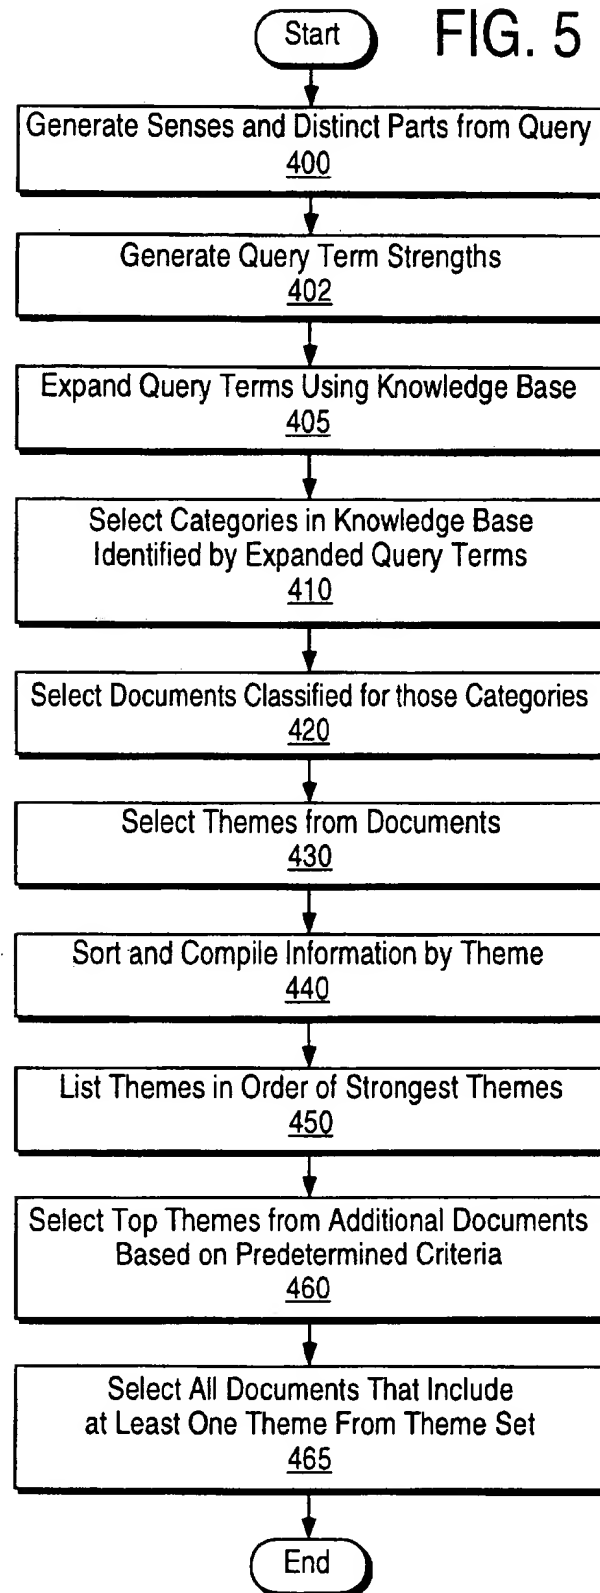 FIG. 5
Start
Generate Senses and Distinct Parts from Query
400
Generate Query Term Strengths
402
Expand Query Terms Using Knowledge Base
405
Select Categories in Knowledge Base
Identified by Expanded Query Terms
410
Select Documents Classified for those Categories
420
Select Themes from Documents
430
Sort and Compile Information by Theme
440
List Themes in Order of Strongest Themes
450
Select Top Themes from Additional Documents
Based on Predetermined Criteria
460
Select All Documents That Include
at Least One Theme From Theme Set
465
End